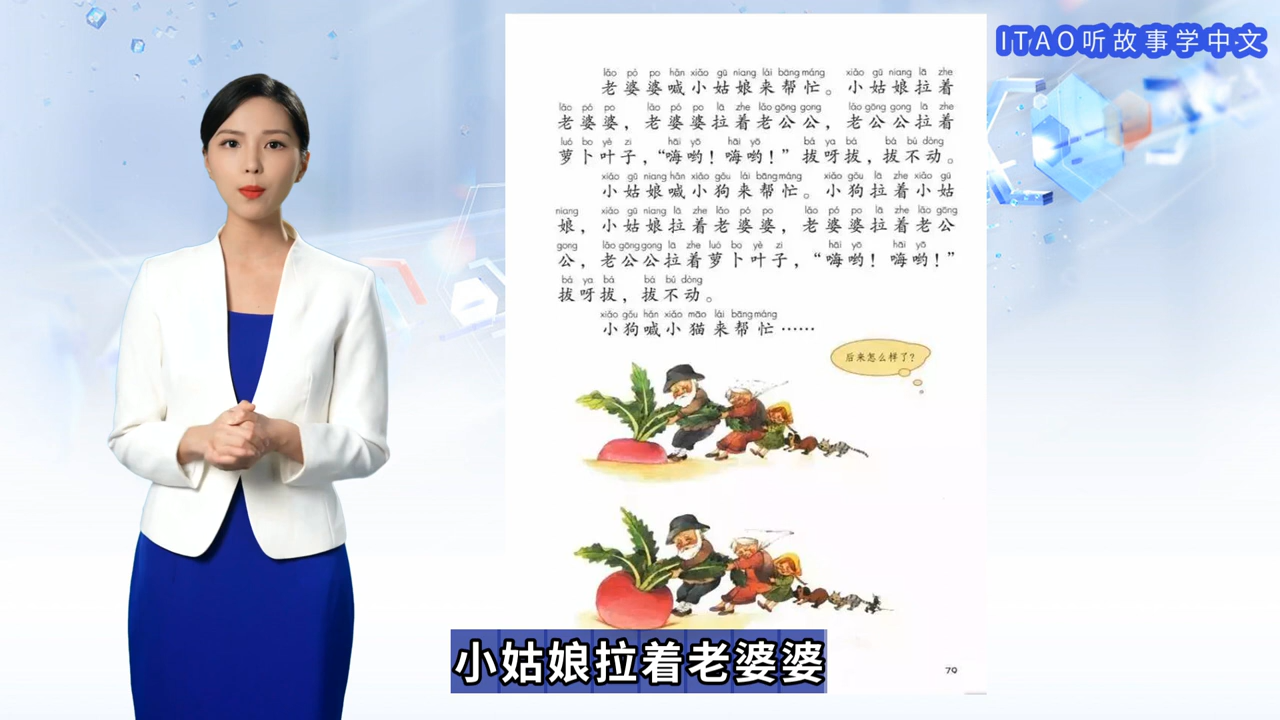 ITAO听故事学中文
lǎo pó po hǎn xiǎo gū niang lái bāng máng xiǎo gū niang lā zhe
老婆婆喊小姑娘来帮忙。小姑娘拉着
lǎo pó po lǎo pó po lā zhe lǎo gōng gong lǎo gōng gong lā zhe
老婆婆，老婆婆拉着老公公，老公公拉着
luó bo yè zi hāi yō hāi yō bá ya bá bá bù dòng
萝卜叶子，“嗨哟！嗨哟！”拔呀拔，拔不动。
xiǎo gū niang hǎn xiǎo gǒu lái bāng máng xiǎo gǒu lā zhe xiǎo gū
小姑娘喊小狗来帮忙。小狗拉着小姑
niang xiǎo gū niang lā zhe lǎo pó po lǎo pó po lā zhe lǎo gōng
娘，小姑娘拉着老婆婆，老婆婆拉着老公
gong lǎo gōng gong lā zhe luó bo yè zi hāi yō hāi yō
公，老公公拉着萝卜叶子，“嗨哟！嗨哟！”
bá ya bá bá bù dòng
拔呀拔，拔不动。
xiǎo gǒu hǎn xiǎo māo lái bāng máng
小狗喊小猫来帮忙……
后来怎么样了？
79
小姑娘拉着老婆婆